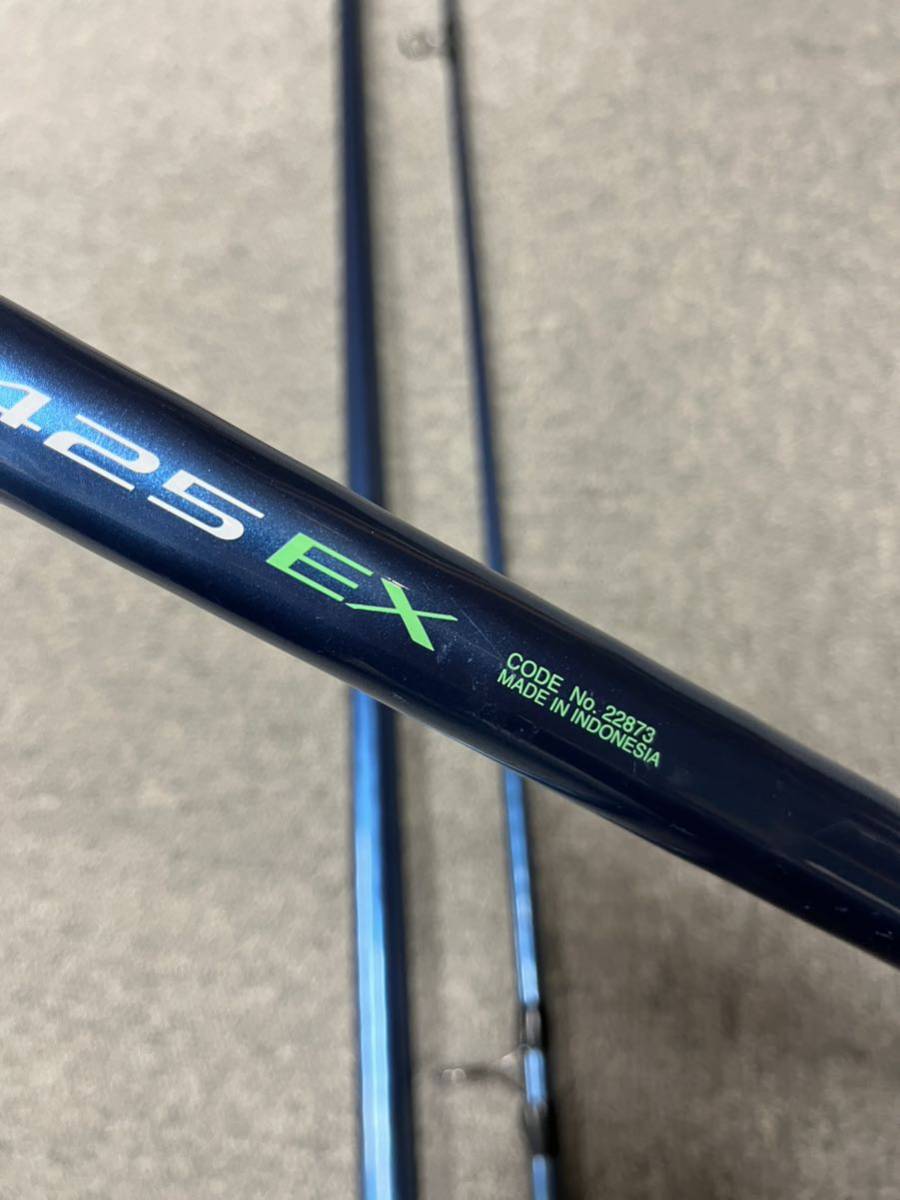 425 EX
CODE No. 22873
MADE IN INDONESIA